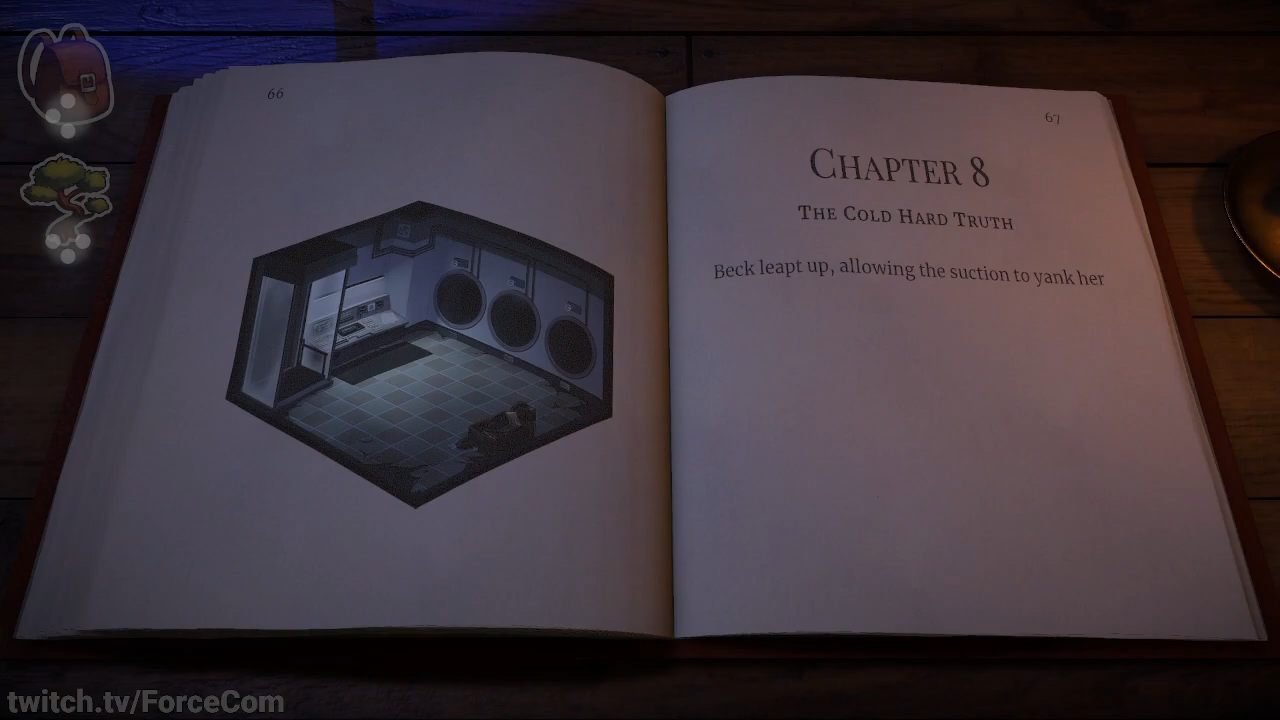 66
67
Chapter 8
The Cold Hard Truth
Beck leapt up, allowing the suction to yank her
twitch.tv/ForceCom